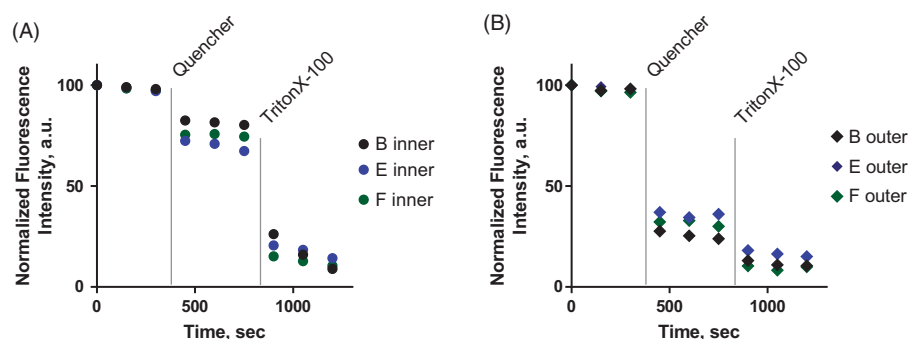 (A)
Quencher
TritonX-100
Normalized Fluorescence
Intensity, a.u.
100
50
0
0
500
1000
Time, sec
B inner
E inner
F inner
(B)
Quencher
TritonX-100
Normalized Fluorescence
Intensity, a.u.
100
50
0
0
500
1000
Time, sec
B outer
E outer
F outer